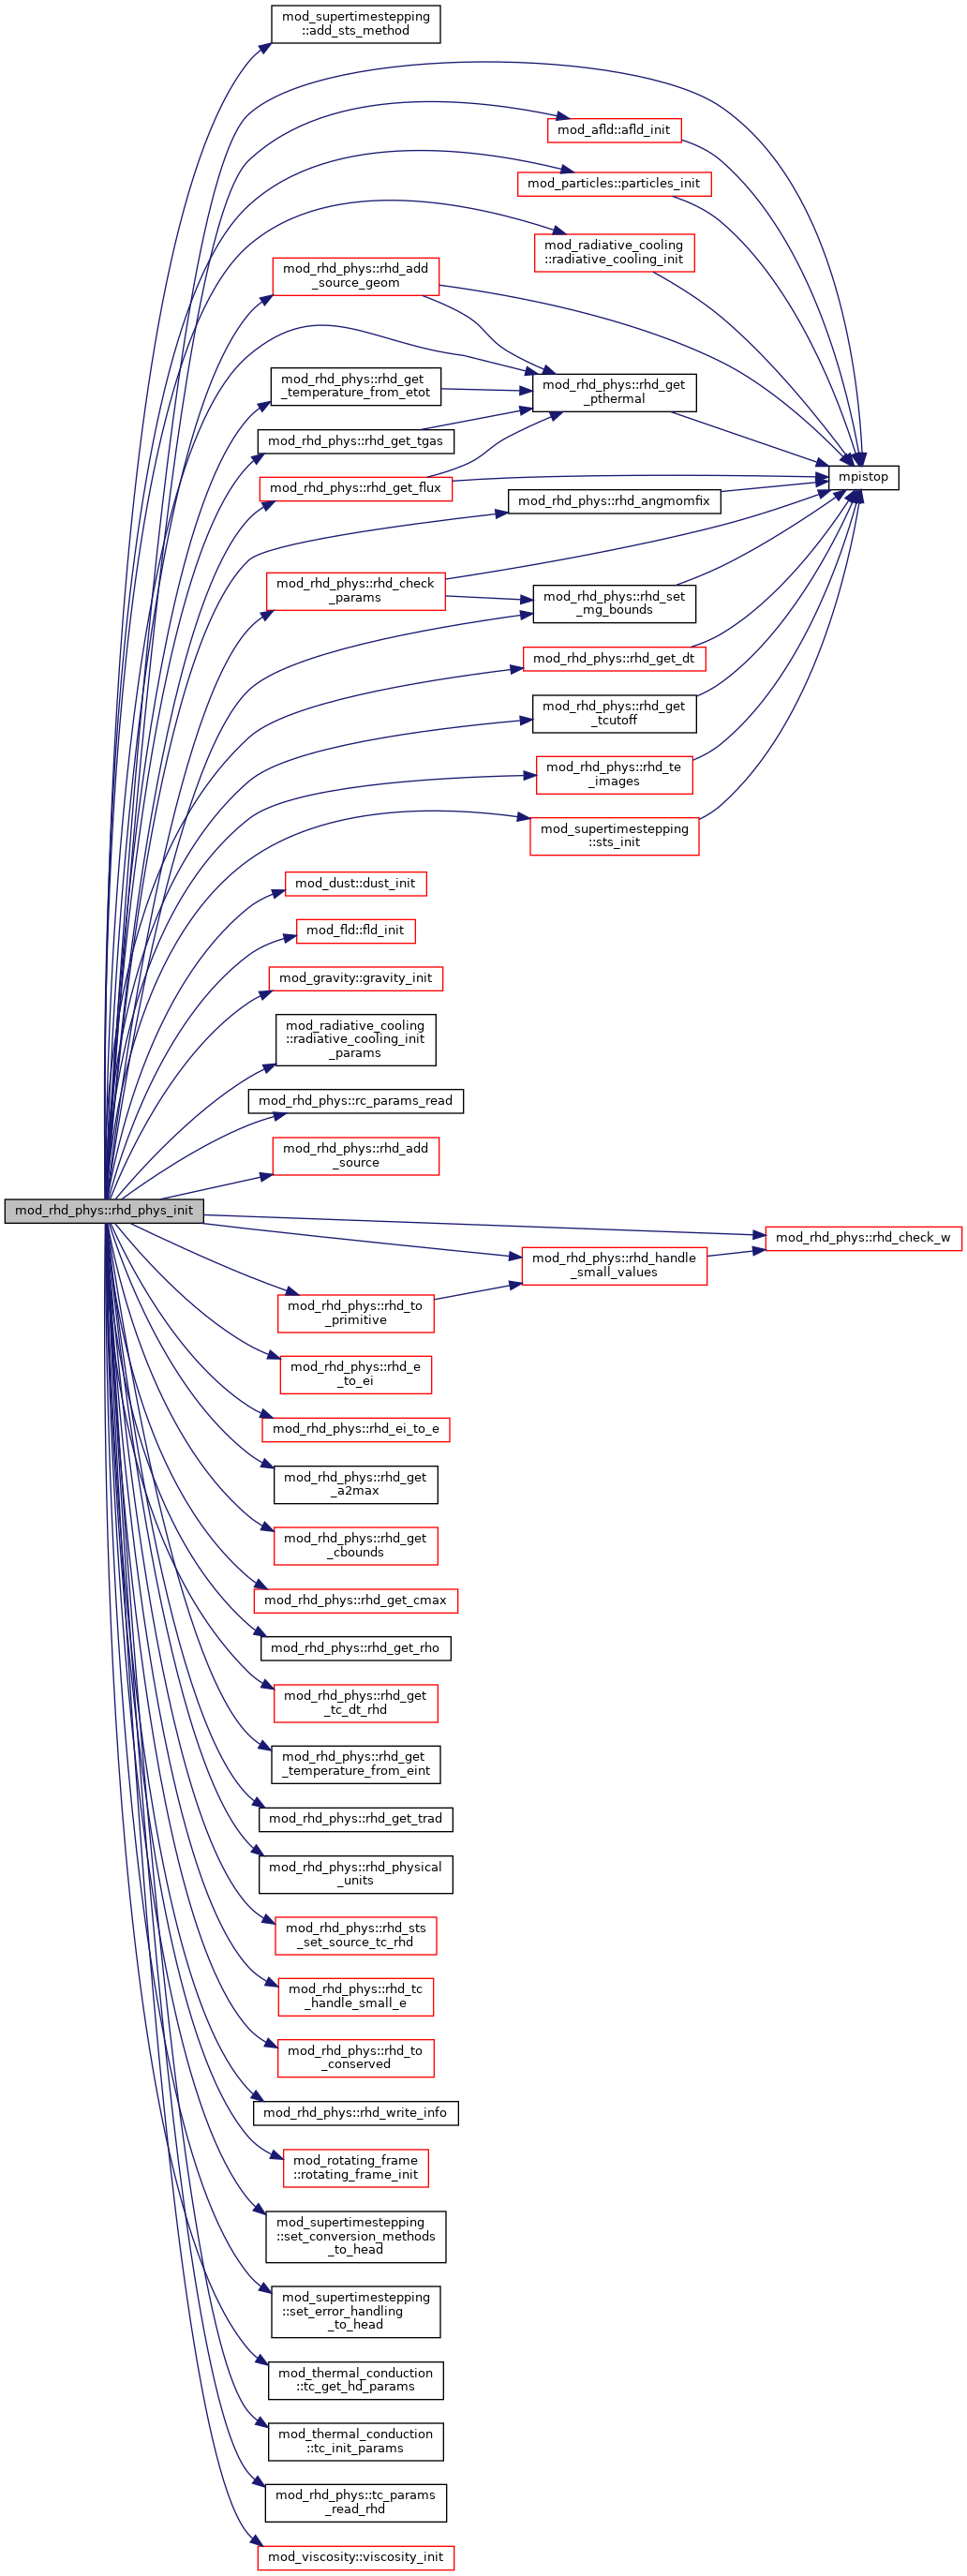 mod_supertimestepping
::add_sts_method
mod_afld::afld_init
mod_particles::particles_init
mod_radiative_cooling
::radiative_cooling_init
mod_rhd_phys::rhd_add
_source_geom
mod_rhd_phys::rhd_get
_temperature_from_etot
mod_rhd_phys::rhd_get
_pthermal
mod_rhd_phys::rhd_get_tgas
mpistop
mod_rhd_phys::rhd_get_flux
mod_rhd_phys::rhd_angmomfix
mod_rhd_phys::rhd_check
_params
mod_rhd_phys::rhd_set
_mg_bounds
mod_rhd_phys::rhd_get_dt
mod_rhd_phys::rhd_get
_tcutoff
mod_rhd_phys::rhd_te
_images
mod_supertimestepping
::sts_init
mod_dust::dust_init
mod_fld::fld_init
mod_gravity::gravity_init
mod_radiative_cooling
::radiative_cooling_init
_params
mod_rhd_phys::rc_params_read
mod_rhd_phys::rhd_add
_source
mod_rhd_phys::rhd_phys_init
mod_rhd_phys::rhd_check_w
mod_rhd_phys::rhd_handle
_small_values
mod_rhd_phys::rhd_to
_primitive
mod_rhd_phys::rhd_e
_to_ei
mod_rhd_phys::rhd_ei_to_e
mod_rhd_phys::rhd_get
_a2max
mod_rhd_phys::rhd_get
_cbounds
mod_rhd_phys::rhd_get_cmax
mod_rhd_phys::rhd_get_rho
mod_rhd_phys::rhd_get
_tc_dt_rhd
mod_rhd_phys::rhd_get
_temperature_from_eint
mod_rhd_phys::rhd_get_trad
mod_rhd_phys::rhd_physical
_units
mod_rhd_phys::rhd_sts
_set_source_tc_rhd
mod_rhd_phys::rhd_tc
_handle_small_e
mod_rhd_phys::rhd_to
_conserved
mod_rhd_phys::rhd_write_info
mod_rotating_frame
::rotating_frame_init
mod_supertimestepping
::set_conversion_methods
_to_head
mod_supertimestepping
::set_error_handling
_to_head
mod_thermal_conduction
::tc_get_hd_params
mod_thermal_conduction
::tc_init_params
mod_rhd_phys::tc_params
_read_rhd
mod_viscosity::viscosity_init